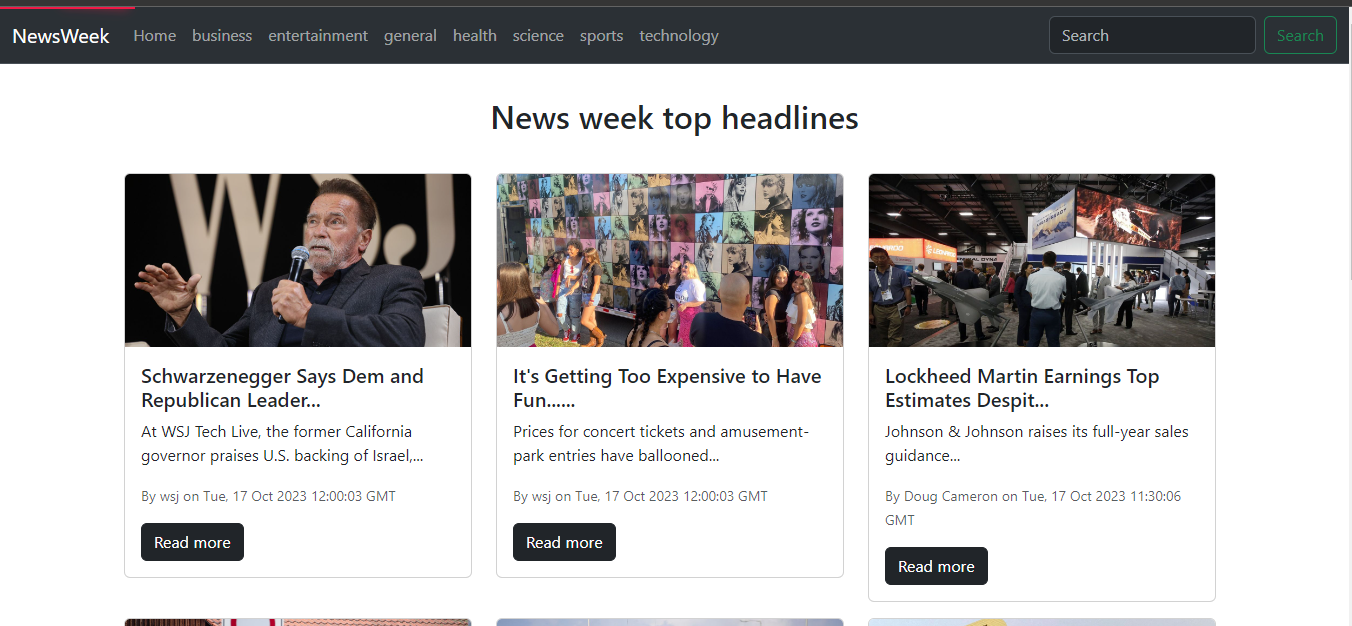 NewsWeek Home business entertainment general health science sports technology Search Search
News week top headlines
WSJ
Schwarzenegger Says Dem and
Republican Leader...
At WSJ Tech Live, the former California
governor praises U.S. backing of Israel,...
By wsj on Tue, 17 Oct 2023 12:00:03 GMT
Read more
It's Getting Too Expensive to Have
Fun......
Prices for concert tickets and amusement-
park entries have ballooned...
By wsj on Tue, 17 Oct 2023 12:00:03 GMT
Read more
Lockheed Martin Earnings Top
Estimates Despit...
Johnson & Johnson raises its full-year sales
guidance...
By Doug Cameron on Tue, 17 Oct 2023 11:30:06
GMT
Read more